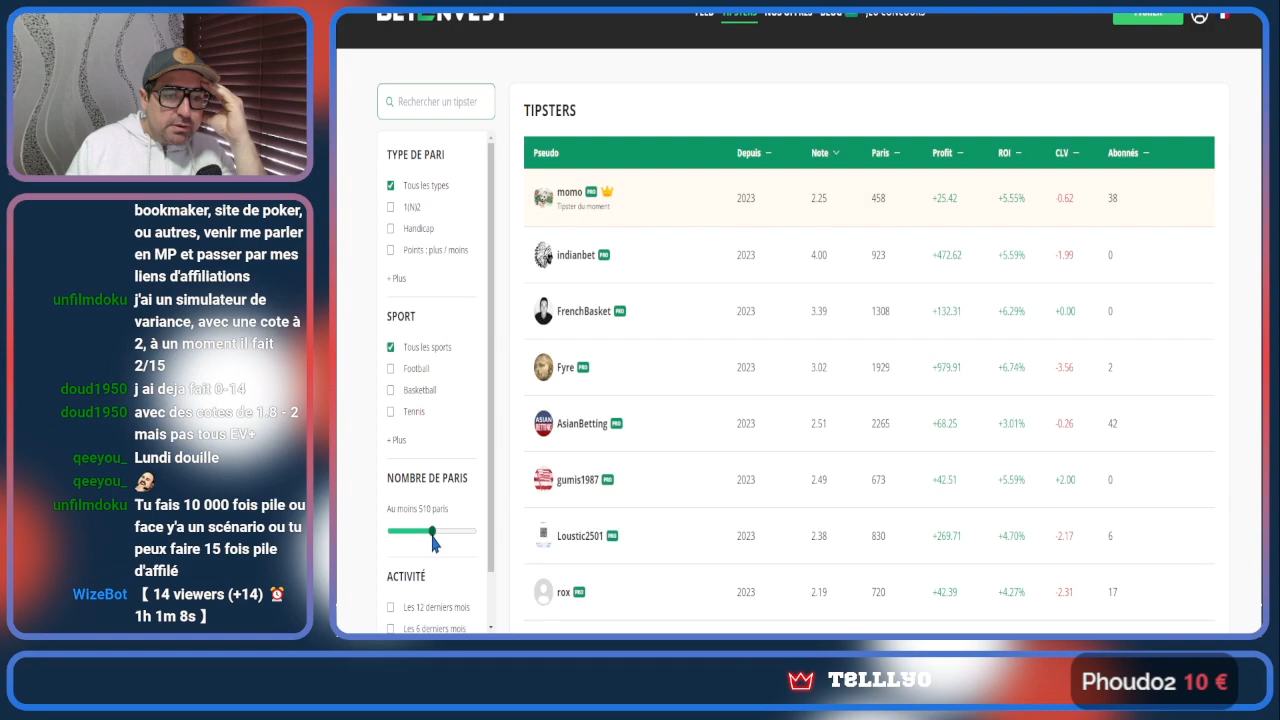 bookmaker, site de poker,
ou autres, venir me parler
en MP et passer par mes
liens d'affiliations
unfilmdoku j'ai un simulateur de
variance, avec une cote à
2, à un moment il fait
2/15
doud1950 j ai deja fait 0-14
doud1950 avec des cotes de 1.8 - 2
mais pas tous EV+
qeeyou_ Lundi douille
qeeyou_
unfilmdoku Tu fais 10 000 fois pile ou
face y'a un scénario ou tu
peux faire 15 fois pile
d'affilé
WizeBot 【 14 viewers (+14) ⏰
1h 1m 8s 】
FEED TIPSTERS NOS OFFRES BLOG JEU CONCOURS
Rechercher un tipster
TYPE DE PARI
Tous les types
1(N)2
Handicap
Points : plus / moins
+ Plus
SPORT
Tous les sports
Football
Basketball
Tennis
+ Plus
NOMBRE DE PARIS
Au moins 510 paris
ACTIVITÉ
Les 12 derniers mois
Les 6 derniers mois
TIPSTERS
Pseudo Depuis Note Paris Profit ROI CLV Abonnés
momo PRO 2023 2.25 458 +25.42 +5.55% -0.62 38
Tipster du moment
indianbet PRO 2023 4.00 923 +472.62 +5.59% -1.99 0
FrenchBasket PRO 2023 3.39 1308 +132.31 +6.29% +0.00 0
Fyre PRO 2023 3.02 1929 +979.91 +6.74% -3.56 2
ASIAN BETTING AsianBetting PRO 2023 2.51 2265 +68.25 +3.01% -0.26 42
gumis1987 PRO 2023 2.49 673 +42.51 +5.59% +2.00 0
Loustic2501 PRO 2023 2.38 830 +269.71 +4.70% -2.17 6
rox PRO 2023 2.19 720 +42.39 +4.27% -2.31 17
TELLLYO
Phoudo2 10 €